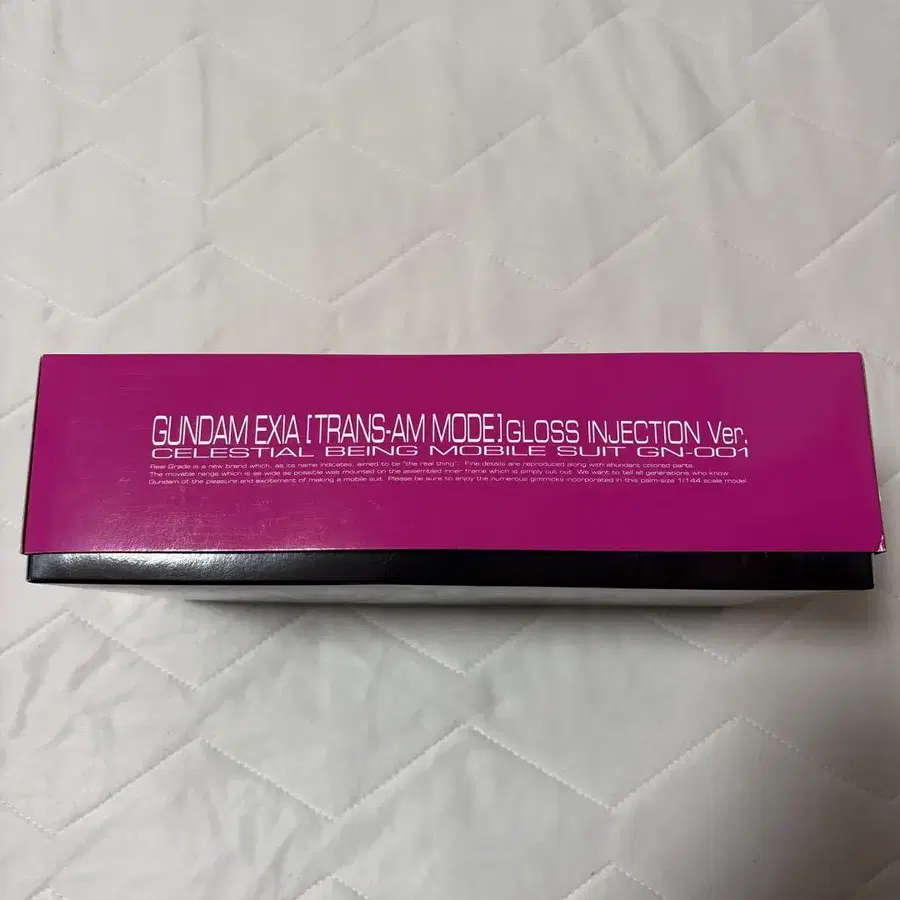 GUNDAM EXIA [TRANS-AM MODE] GLOSS INJECTION Ver.
CELESTIAL BEING MOBILE SUIT GN-001
Real Grade is a new brand which, as its name indicates, aimed to be "the real thing". Fine details are reproduced along with abundant colored parts.
The movable range which is as wide as possible was mounted on the assembled inner frame which is simply cut out. We want to tell all generations who know
Gundam of the pleasure and excitement of making a mobile suit. Please be sure to enjoy the numerous gimmicks incorporated in this palm-size 1/144 scale model.